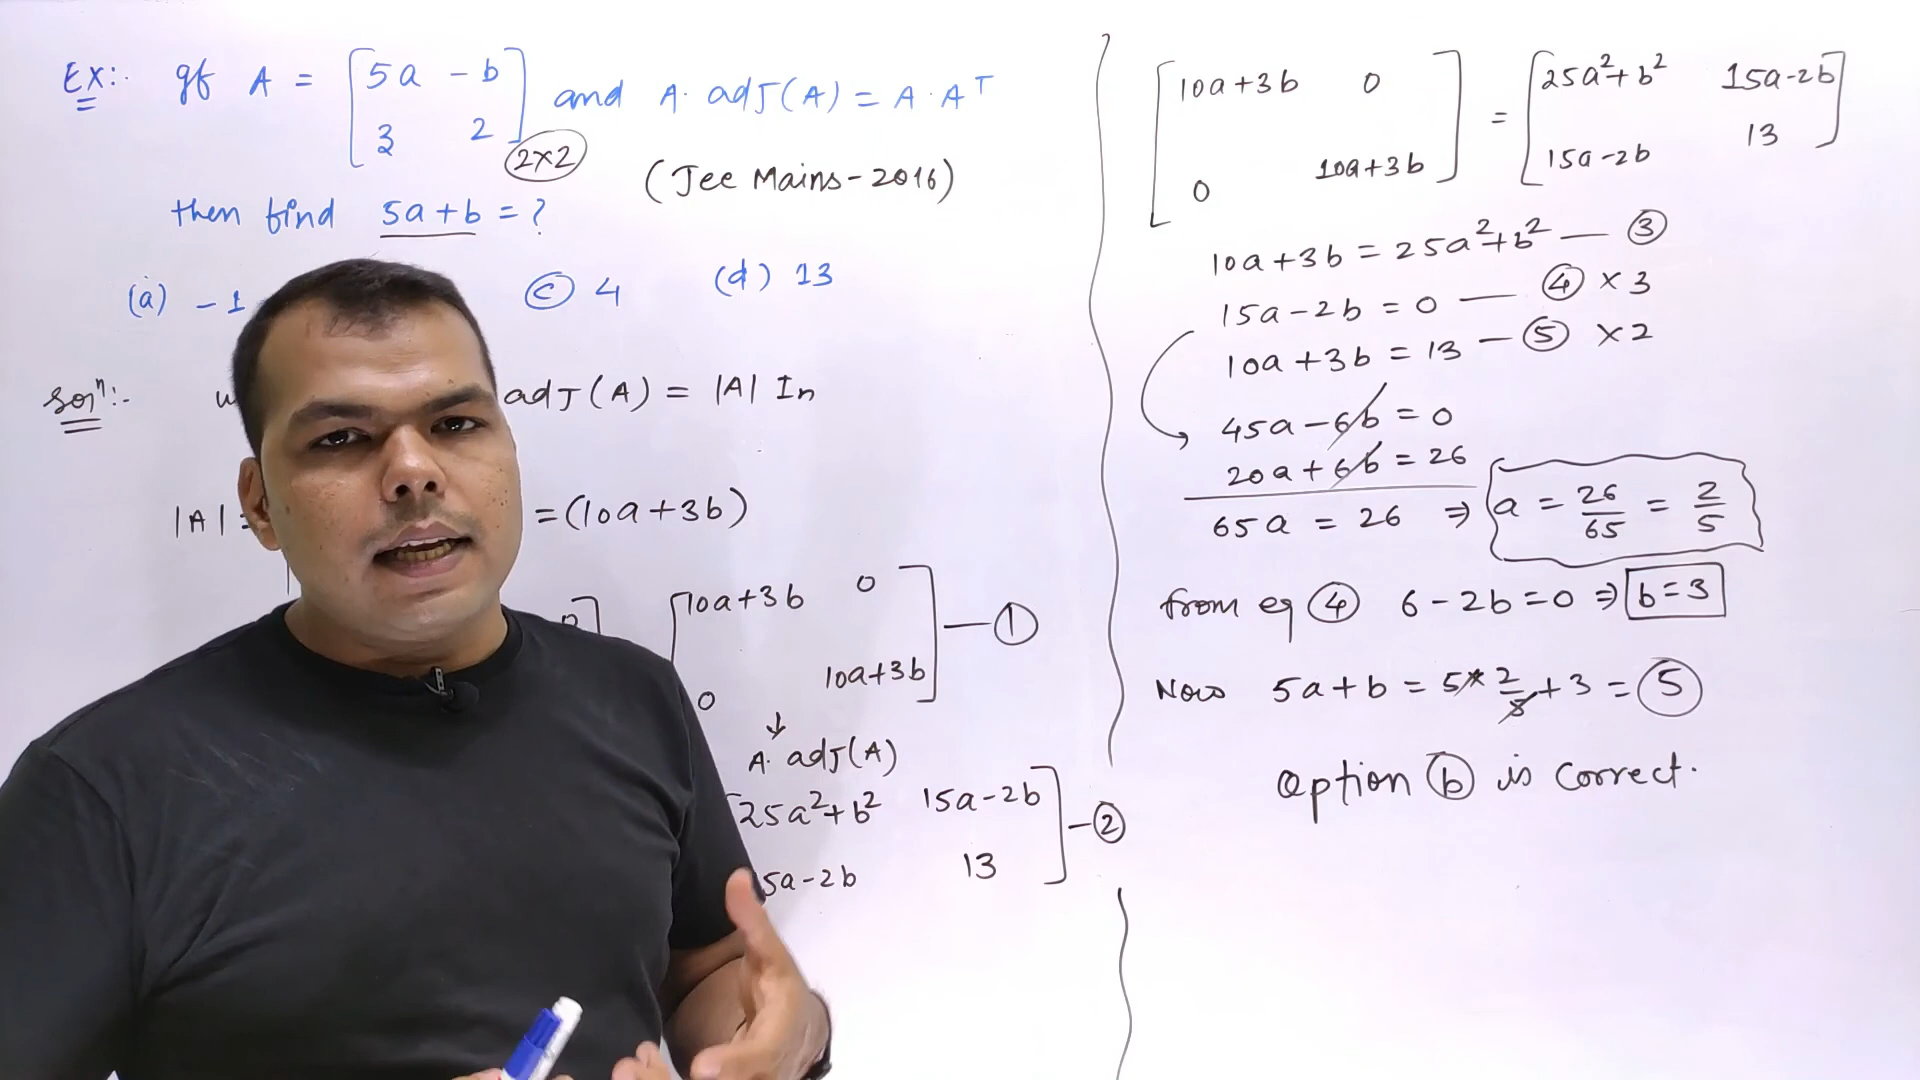 Ex:- If A = [5a -b
3 2] 2×2 and A. adj(A) = A.Aᵀ
(Jee Mains-2016)
then find 5a+b = ?
(a) -1 (c) 4 (d) 13
Solⁿ:- adj(A) = |A| In
|A| = =(10a+3b)
[10a+3b 0
0 10a+3b] —①
↓
A. adj(A)
[25a²+b² 15a-2b
5a-2b 13] —②
[10a+3b 0
0 10a+3b] = [25a²+b² 15a-2b
15a-2b 13]
10a+3b = 25a²+b² — ③
15a-2b = 0 — ④ ×3
10a+3b = 13 — ⑤ ×2
45a-6b = 0
20a+6b = 26
65a = 26 ⇒ a = 26/65 = 2/5
from eq ④ 6-2b=0 ⇒ b=3
Now 5a+b = 5*2/5+3 = ⑤
Option ⓑ is correct.